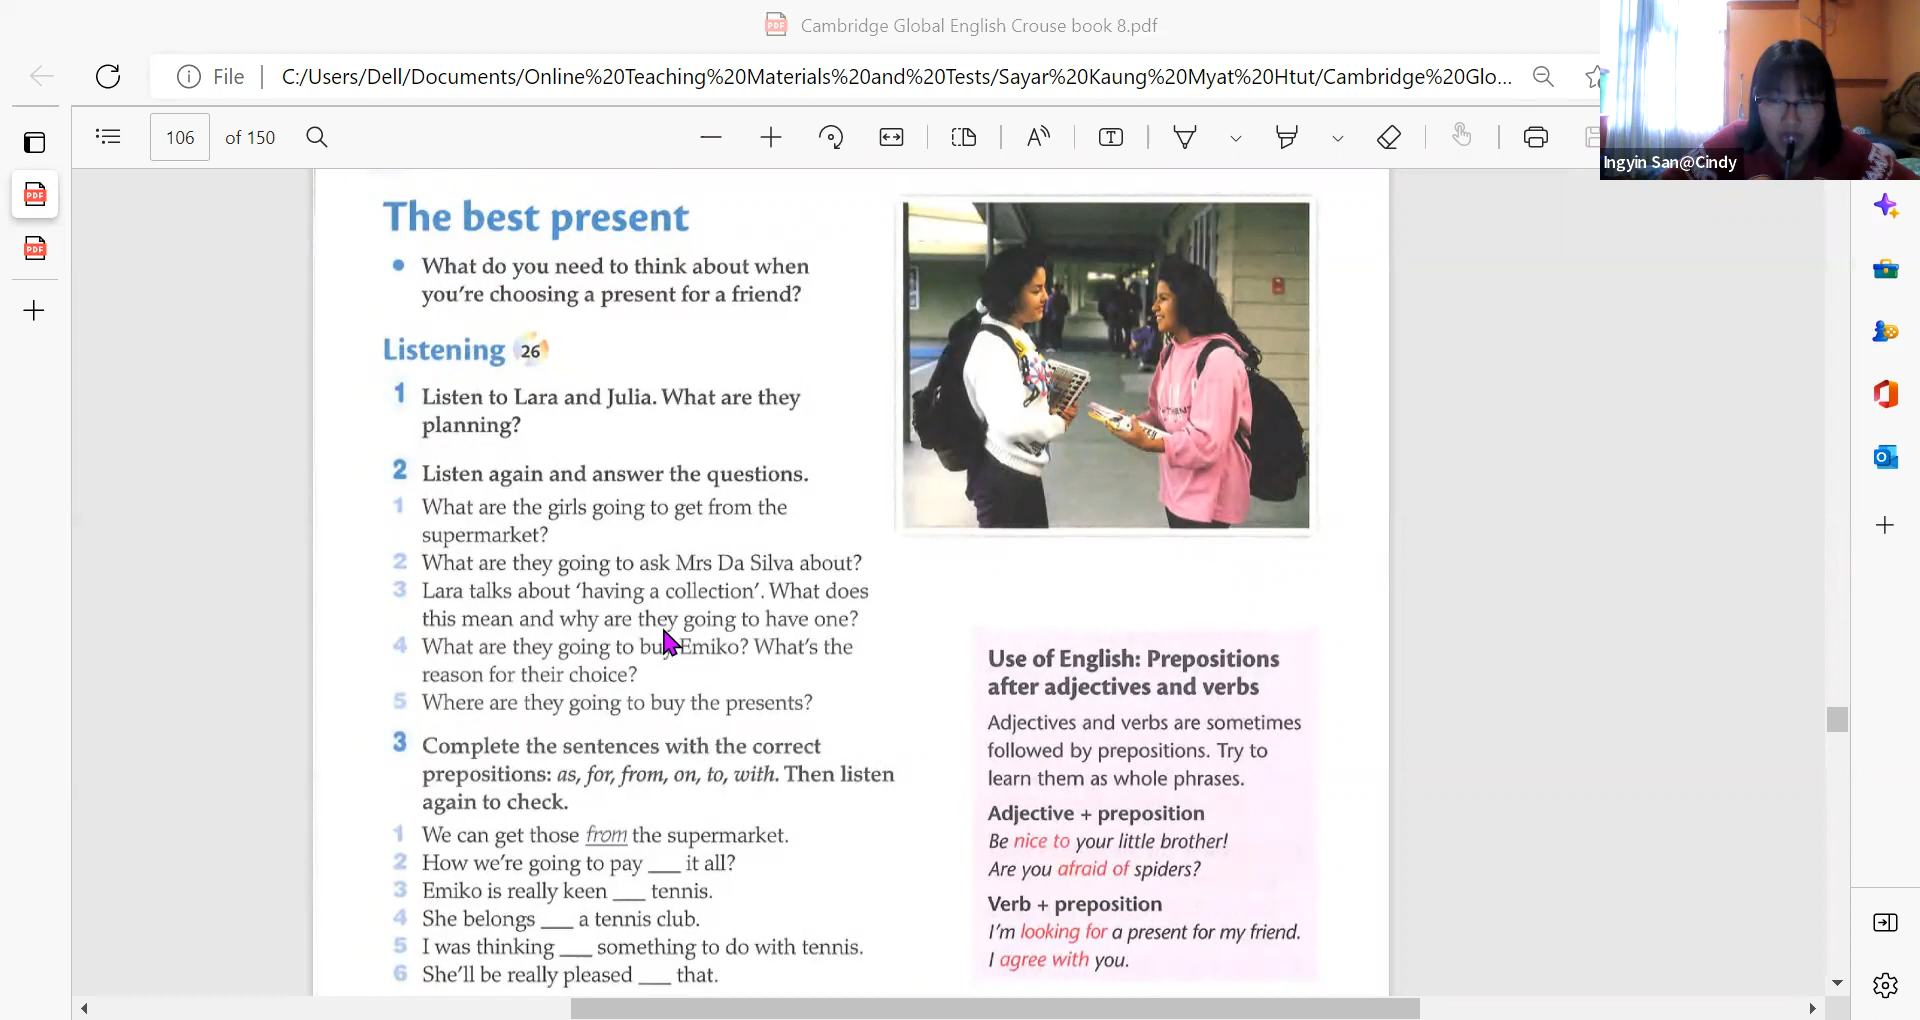 Cambridge Global English Crouse book 8.pdf
File
C:/Users/Dell/Documents/Online%20Teaching%20Materials%20and%20Tests/Sayar%20Kaung%20Myat%20Htut/Cambridge%20Glo...
106 of 150
Ingyin San@Cindy
The best present
What do you need to think about when
you're choosing a present for a friend?
Listening 26
1 Listen to Lara and Julia. What are they
planning?
2 Listen again and answer the questions.
1 What are the girls going to get from the
supermarket?
2 What are they going to ask Mrs Da Silva about?
3 Lara talks about 'having a collection'. What does
this mean and why are they going to have one?
4 What are they going to buy Emiko? What's the
reason for their choice?
5 Where are they going to buy the presents?
3 Complete the sentences with the correct
prepositions: as, for, from, on, to, with. Then listen
again to check.
1 We can get those from the supermarket.
2 How we're going to pay ___ it all?
3 Emiko is really keen ___ tennis.
4 She belongs ___ a tennis club.
5 I was thinking ___ something to do with tennis.
6 She'll be really pleased ___ that.
Use of English: Prepositions
after adjectives and verbs
Adjectives and verbs are sometimes
followed by prepositions. Try to
learn them as whole phrases.
Adjective + preposition
Be nice to your little brother!
Are you afraid of spiders?
Verb + preposition
I'm looking for a present for my friend.
I agree with you.